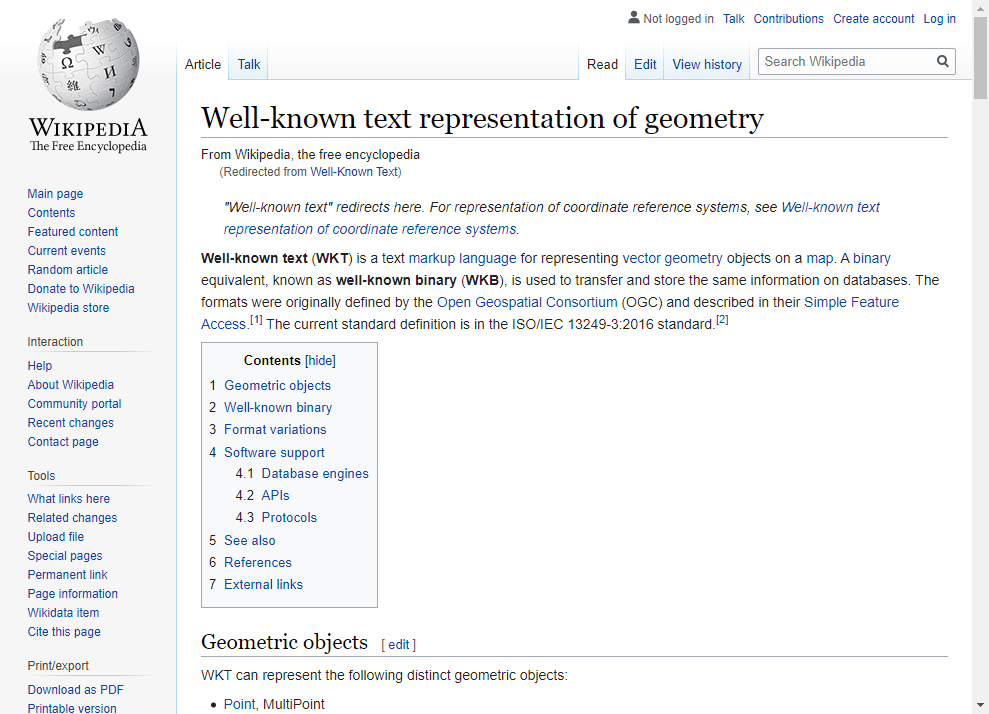 Not logged in Talk Contributions Create account Log in
Article Talk Read Edit View history Search Wikipedia
WIKIPEDIA
The Free Encyclopedia
Main page
Contents
Featured content
Current events
Random article
Donate to Wikipedia
Wikipedia store
Interaction
Help
About Wikipedia
Community portal
Recent changes
Contact page
Tools
What links here
Related changes
Upload file
Special pages
Permanent link
Page information
Wikidata item
Cite this page
Print/export
Download as PDF
Printable version
Well-known text representation of geometry
From Wikipedia, the free encyclopedia
(Redirected from Well-Known Text)
"Well-known text" redirects here. For representation of coordinate reference systems, see Well-known text
representation of coordinate reference systems.
Well-known text (WKT) is a text markup language for representing vector geometry objects on a map. A binary
equivalent, known as well-known binary (WKB), is used to transfer and store the same information on databases. The
formats were originally defined by the Open Geospatial Consortium (OGC) and described in their Simple Feature
Access.[1] The current standard definition is in the ISO/IEC 13249-3:2016 standard.[2]
Contents [hide]
1 Geometric objects
2 Well-known binary
3 Format variations
4 Software support
4.1 Database engines
4.2 APIs
4.3 Protocols
5 See also
6 References
7 External links
Geometric objects [ edit ]
WKT can represent the following distinct geometric objects:
• Point, MultiPoint